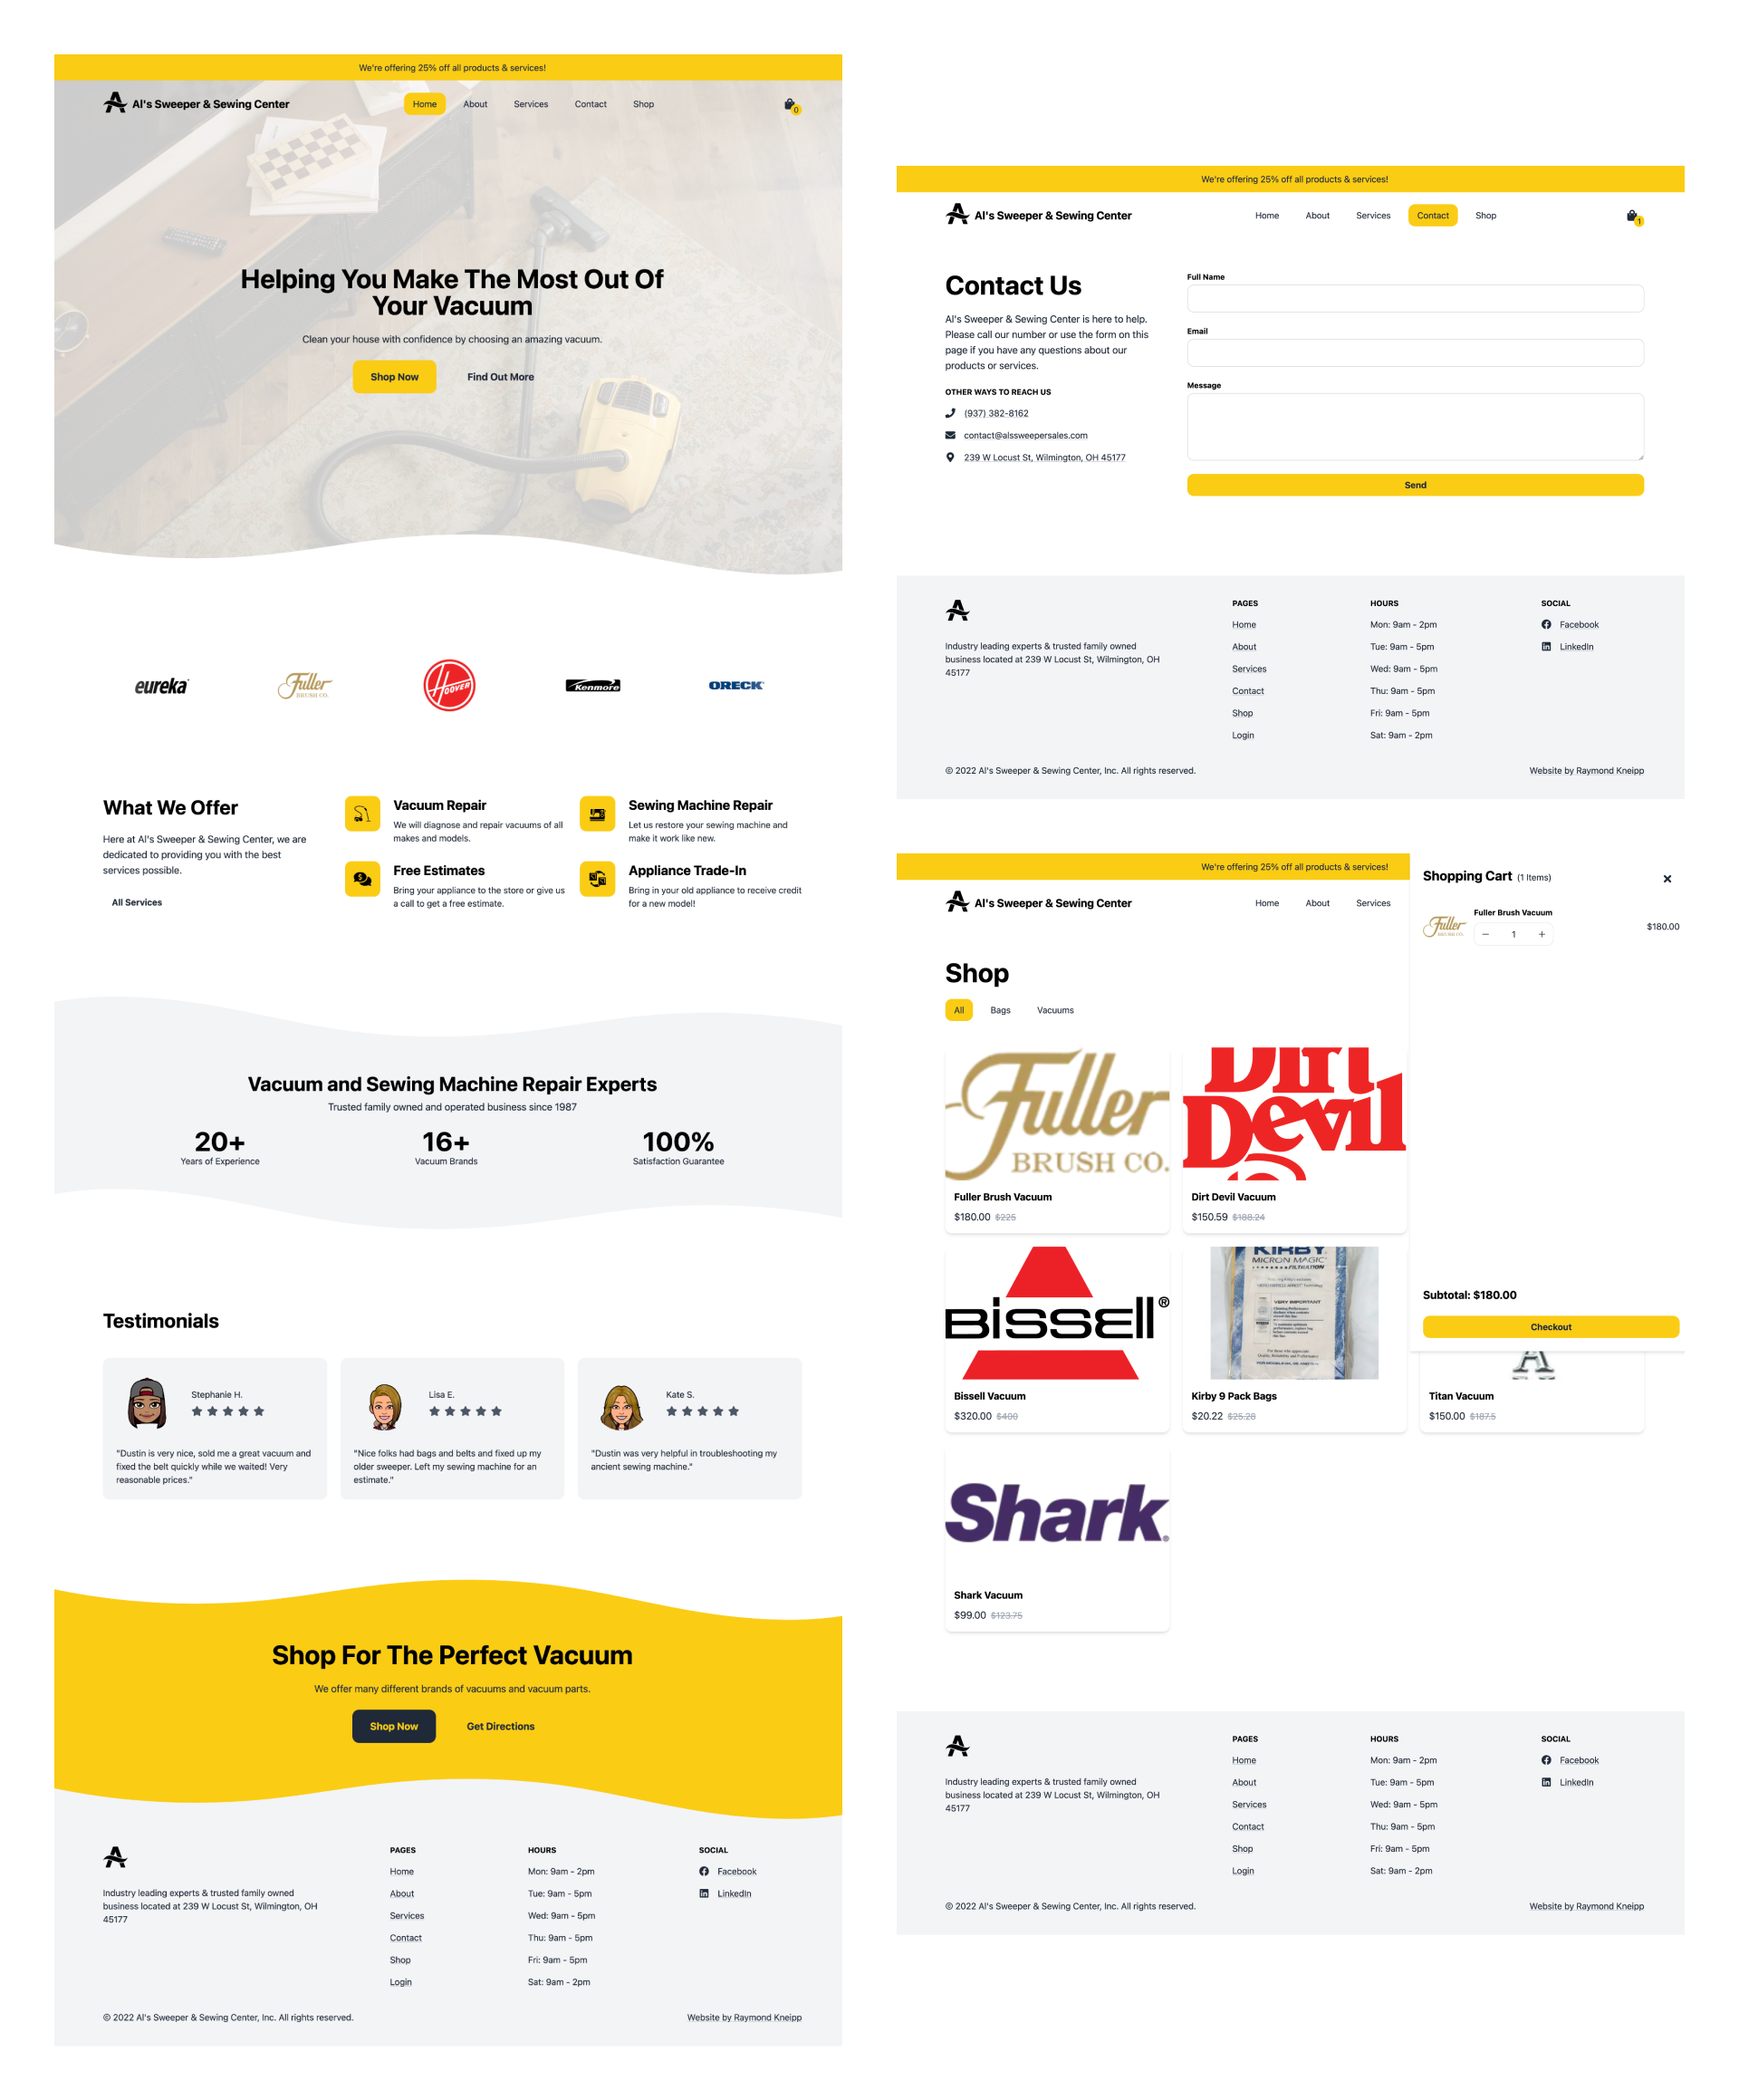 We're offering 25% off all products & services!
Al's Sweeper & Sewing Center
Home About Services Contact Shop
0
Helping You Make The Most Out Of
Your Vacuum
Clean your house with confidence by choosing an amazing vacuum.
Shop Now Find Out More
eureka
Fuller
BRUSH CO.
HOOVER
Kenmore
ORECK
What We Offer
Here at Al's Sweeper & Sewing Center, we are
dedicated to providing you with the best
services possible.
All Services
Vacuum Repair
We will diagnose and repair vacuums of all
makes and models.
Sewing Machine Repair
Let us restore your sewing machine and
make it work like new.
Free Estimates
Bring your appliance to the store or give us
a call to get a free estimate.
Appliance Trade-In
Bring in your old appliance to receive credit
for a new model!
Vacuum and Sewing Machine Repair Experts
Trusted family owned and operated business since 1987
20+
Years of Experience
16+
Vacuum Brands
100%
Satisfaction Guarantee
Testimonials
Stephanie H.
"Dustin is very nice, sold me a great vacuum and
fixed the belt quickly while we waited! Very
reasonable prices."
Lisa E.
"Nice folks had bags and belts and fixed up my
older sweeper. Left my sewing machine for an
estimate."
Kate S.
"Dustin was very helpful in troubleshooting my
ancient sewing machine."
Shop For The Perfect Vacuum
We offer many different brands of vacuums and vacuum parts.
Shop Now Get Directions
Industry leading experts & trusted family owned
business located at 239 W Locust St, Wilmington, OH
45177
PAGES
Home
About
Services
Contact
Shop
Login
HOURS
Mon: 9am - 2pm
Tue: 9am - 5pm
Wed: 9am - 5pm
Thu: 9am - 5pm
Fri: 9am - 5pm
Sat: 9am - 2pm
SOCIAL
Facebook
LinkedIn
© 2022 Al's Sweeper & Sewing Center, Inc. All rights reserved.
Website by Raymond Kneipp
We're offering 25% off all products & services!
Al's Sweeper & Sewing Center
Home About Services Contact Shop
1
Contact Us
Al's Sweeper & Sewing Center is here to help.
Please call our number or use the form on this
page if you have any questions about our
products or services.
OTHER WAYS TO REACH US
(937) 382-8162
contact@alssweepersales.com
239 W Locust St, Wilmington, OH 45177
Full Name
Email
Message
Send
Industry leading experts & trusted family owned
business located at 239 W Locust St, Wilmington, OH
45177
PAGES
Home
About
Services
Contact
Shop
Login
HOURS
Mon: 9am - 2pm
Tue: 9am - 5pm
Wed: 9am - 5pm
Thu: 9am - 5pm
Fri: 9am - 5pm
Sat: 9am - 2pm
SOCIAL
Facebook
LinkedIn
© 2022 Al's Sweeper & Sewing Center, Inc. All rights reserved.
Website by Raymond Kneipp
We're offering 25% off all products & services!
Al's Sweeper & Sewing Center
Home About Services
Shopping Cart (1 Items)
Fuller
BRUSH CO.
Fuller Brush Vacuum
− 1 +
$180.00
Subtotal: $180.00
Checkout
Shop
All Bags Vacuums
Fuller
BRUSH CO.
Fuller Brush Vacuum
$180.00 $225
Dirt
Devil
Dirt Devil Vacuum
$150.59 $188.24
BISSELL®
Bissell Vacuum
$320.00 $400
KIRBY
MICRON MAGIC
FILTRATION
VERY IMPORTANT
Kirby 9 Pack Bags
$20.22 $25.28
Titan Vacuum
$150.00 $187.5
Shark®
Shark Vacuum
$99.00 $123.75
Industry leading experts & trusted family owned
business located at 239 W Locust St, Wilmington, OH
45177
PAGES
Home
About
Services
Contact
Shop
Login
HOURS
Mon: 9am - 2pm
Tue: 9am - 5pm
Wed: 9am - 5pm
Thu: 9am - 5pm
Fri: 9am - 5pm
Sat: 9am - 2pm
SOCIAL
Facebook
LinkedIn
© 2022 Al's Sweeper & Sewing Center, Inc. All rights reserved.
Website by Raymond Kneipp